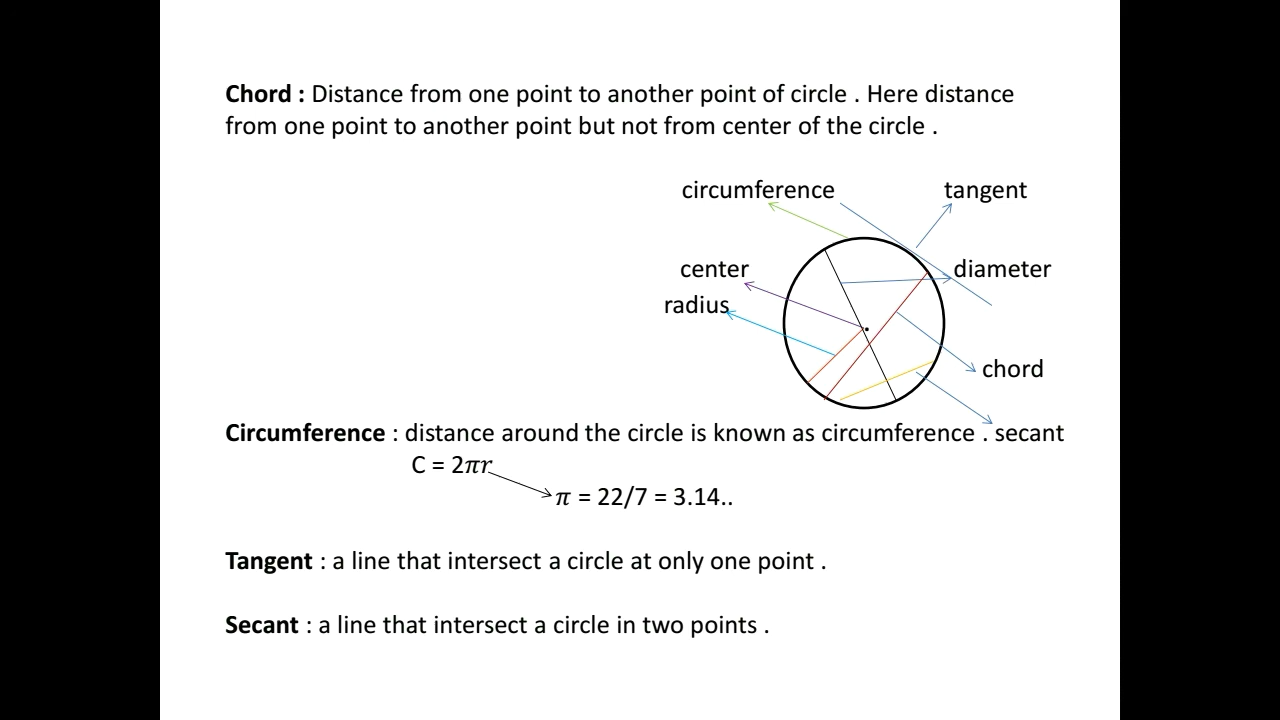 Chord : Distance from one point to another point of circle . Here distance
from one point to another point but not from center of the circle .
circumference
tangent
center
diameter
radius
chord
Circumference : distance around the circle is known as circumference . secant
C = 2𝜋𝑟
𝜋 = 22/7 = 3.14..
Tangent : a line that intersect a circle at only one point .
Secant : a line that intersect a circle in two points .